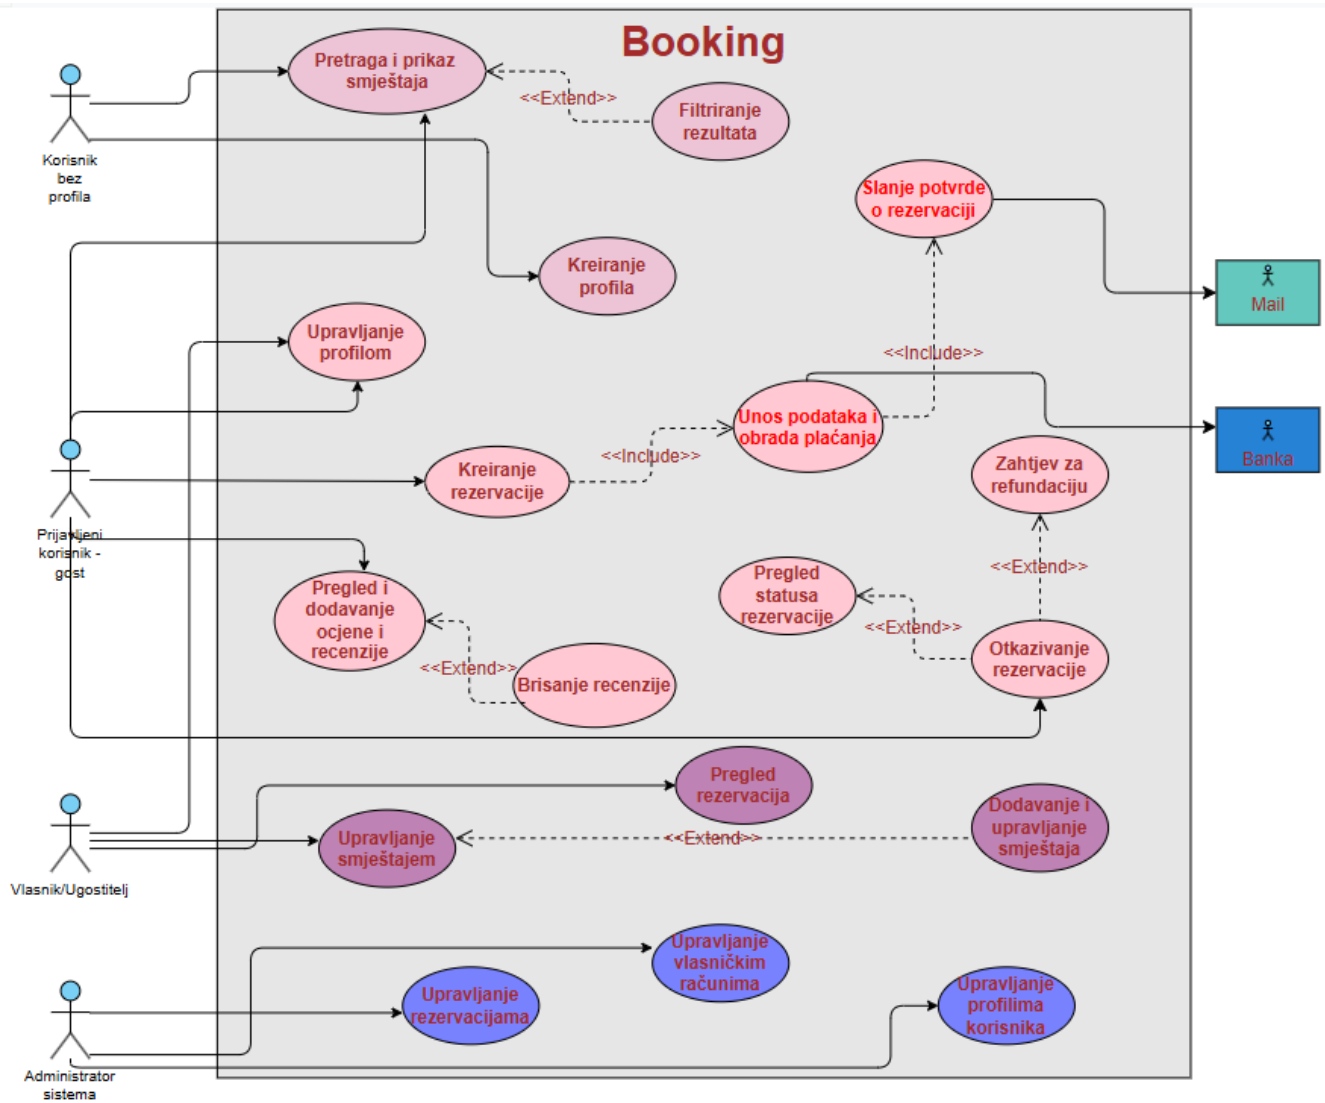 Booking
Pretraga i prikaz
smještaja
<<Extend>>
Filtriranje
rezultata
Korisnik
bez
profila
Slanje potvrde
o rezervaciji
Kreiranje
profila
Mail
Upravljanje
profilom
<<Include>>
Unos podataka i
obrada plaćanja
Banka
Kreiranje
rezervacije
<<Include>>
Zahtjev za
refundaciju
Prijavljeni
korisnik -
gost
<<Extend>>
Pregled i
dodavanje
ocjene i
recenzije
Pregled
statusa
rezervacije
<<Extend>>
Otkazivanje
rezervacije
<<Extend>>
Brisanje recenzije
Pregled
rezervacija
Upravljanje
smještajem
<<Extend>>
Dodavanje i
upravljanje
smještaja
Vlasnik/Ugostitelj
Upravljanje
vlasničkim
računima
Upravljanje
rezervacijama
Upravljanje
profilima
korisnika
Administrator
sistema